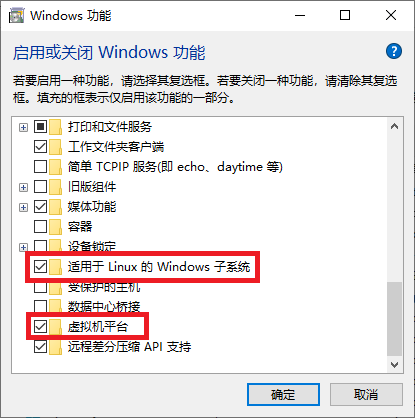 Windows 功能
启用或关闭 Windows 功能
若要启用一种功能，请选择其复选框。若要关闭一种功能，请清除其复选
框。填充的框表示仅启用该功能的一部分。
打印和文件服务
工作文件夹客户端
简单 TCPIP 服务(即 echo、daytime 等)
旧版组件
媒体功能
容器
设备锁定
适用于 Linux 的 Windows 子系统
受保护的主机
数据中心桥接
虚拟机平台
远程差分压缩 API 支持
确定
取消